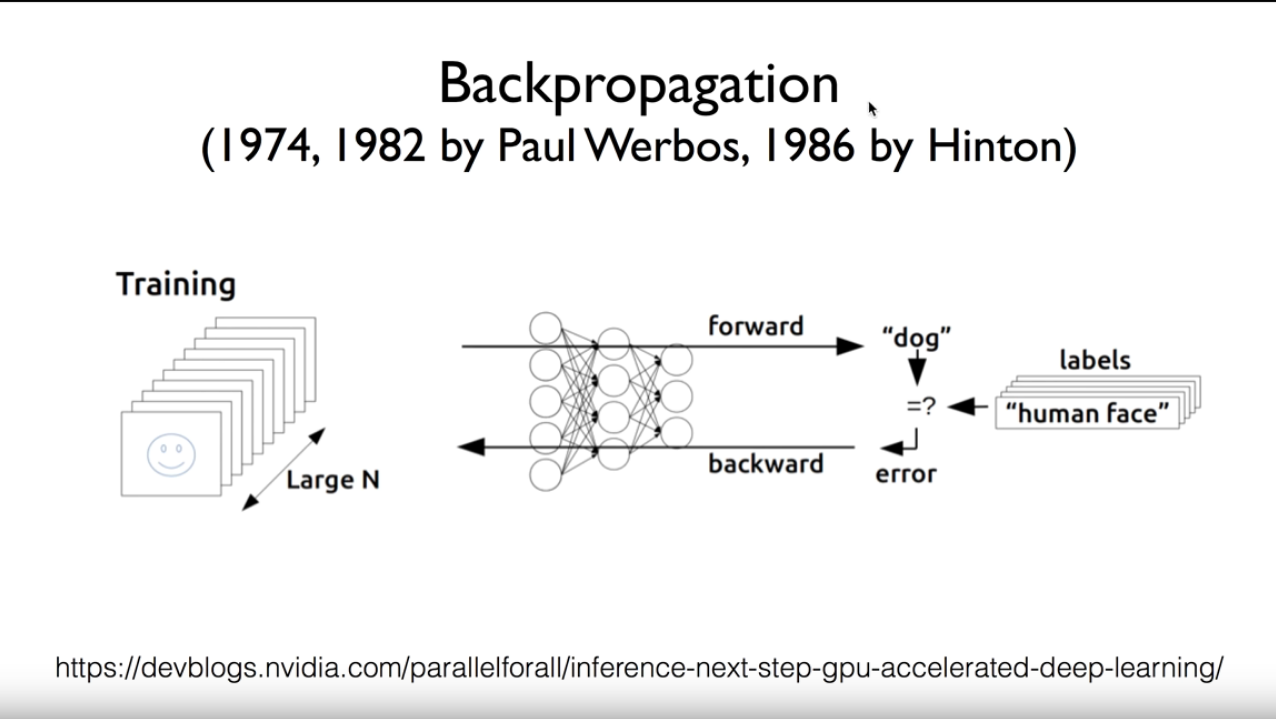 Backpropagation
(1974, 1982 by Paul Werbos, 1986 by Hinton)
Training
Large N
forward
backward
“dog”
=?
error
labels
“human face”
https://devblogs.nvidia.com/parallelforall/inference-next-step-gpu-accelerated-deep-learning/